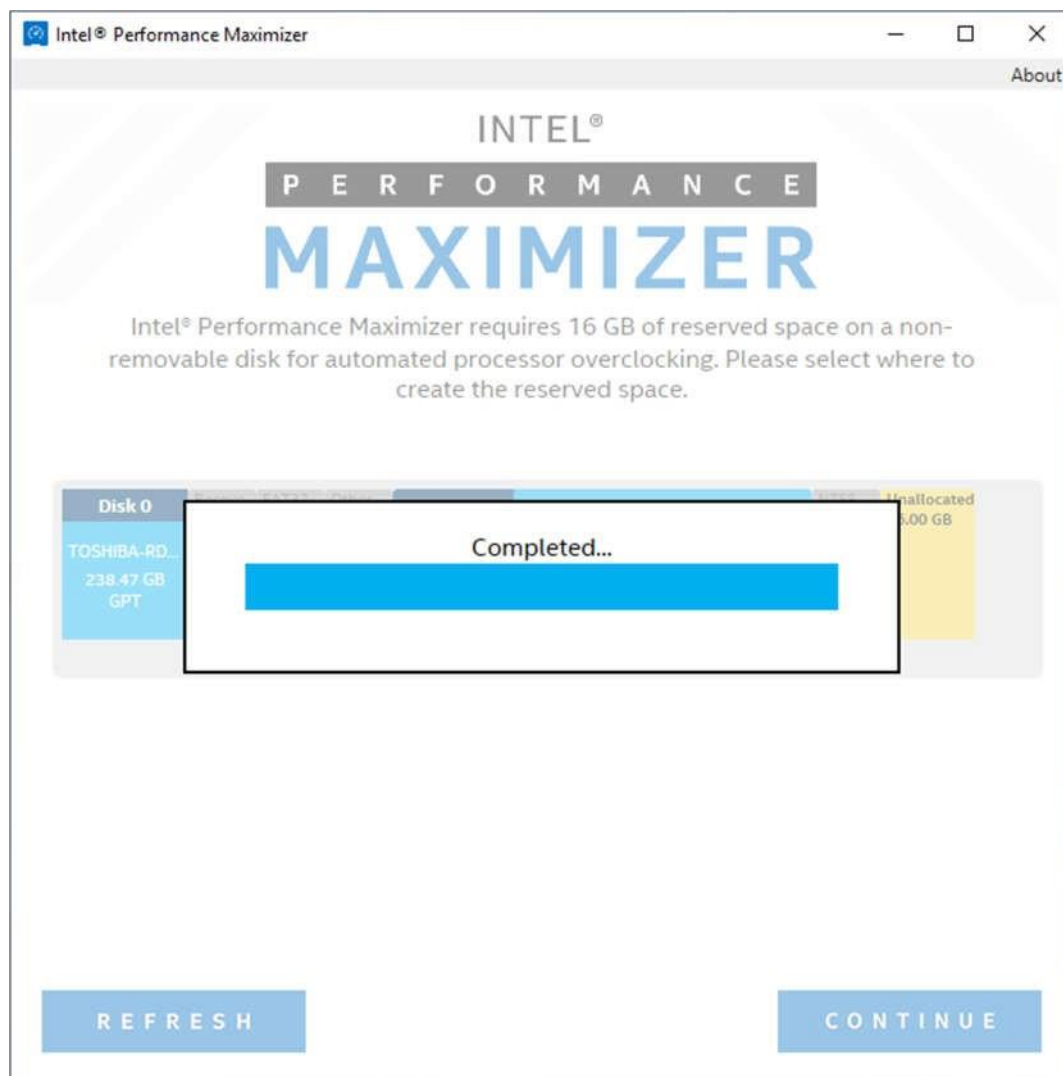 Intel® Performance Maximizer
About
INTEL®
PERFORMANCE
MAXIMIZER
Intel® Performance Maximizer requires 16 GB of reserved space on a non-
removable disk for automated processor overclocking. Please select where to
create the reserved space.
Disk 0
Unallocated
TOSHIBA-RD...
238.47 GB
GPT
Completed...
REFRESH
CONTINUE